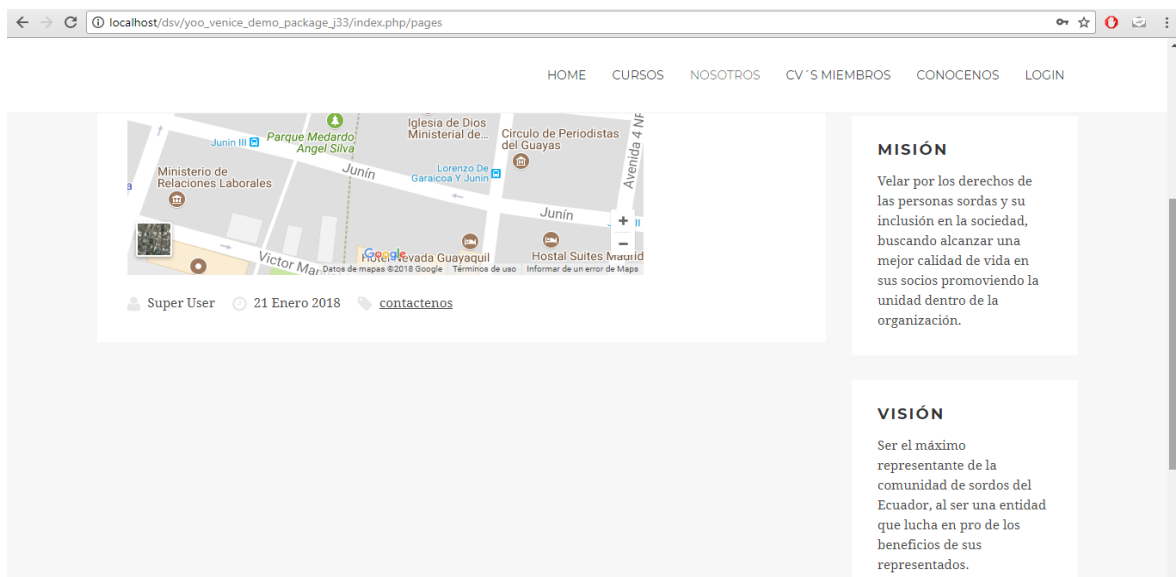 localhost/dsv/yoo_venice_demo_package_j33/index.php/pages
HOME CURSOS NOSOTROS CV´S MIEMBROS CONOCENOS LOGIN
Iglesia de Dios
Ministerial de...
Circulo de Periodistas
del Guayas
Junin III
Parque Medardo
Angel Silva
Avenida 4 NE
Ministerio de
Relaciones Laborales
Junín
Lorenzo De
Garaicoa Y Junin
Junín
Victor Man
Google
Hotel Nevada Guayaquil
Hostal Suites Madrid
Datos de mapas ©2018 Google Términos de uso Informar de un error de Maps
Super User 21 Enero 2018 contactenos
MISIÓN
Velar por los derechos de
las personas sordas y su
inclusión en la sociedad,
buscando alcanzar una
mejor calidad de vida en
sus socios promoviendo la
unidad dentro de la
organización.
VISIÓN
Ser el máximo
representante de la
comunidad de sordos del
Ecuador, al ser una entidad
que lucha en pro de los
beneficios de sus
representados.